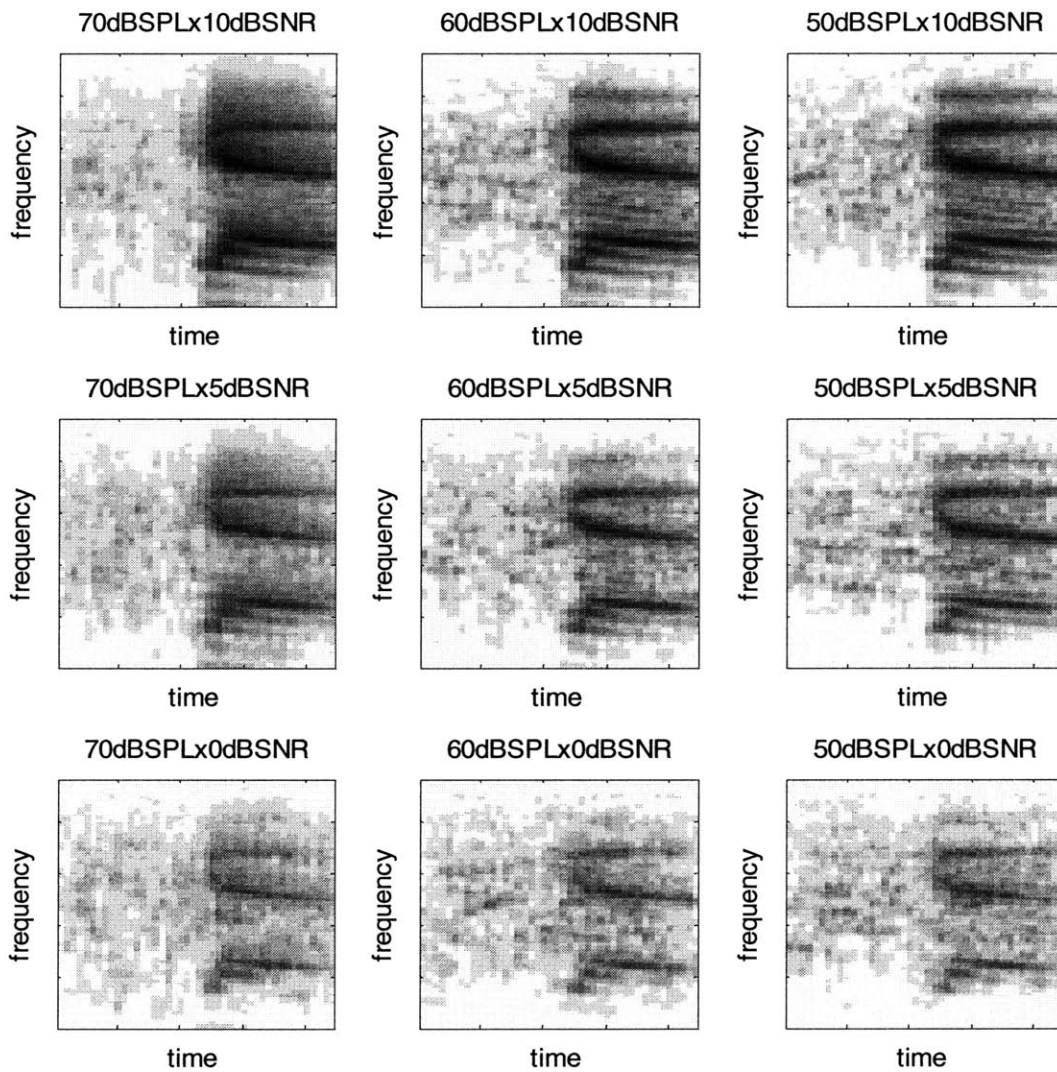 70dBSPLx10dBSNR
60dBSPLx10dBSNR
50dBSPLx10dBSNR
frequency
frequency
frequency
time
time
time
70dBSPLx5dBSNR
60dBSPLx5dBSNR
50dBSPLx5dBSNR
frequency
frequency
frequency
time
time
time
70dBSPLx0dBSNR
60dBSPLx0dBSNR
50dBSPLx0dBSNR
frequency
frequency
frequency
time
time
time